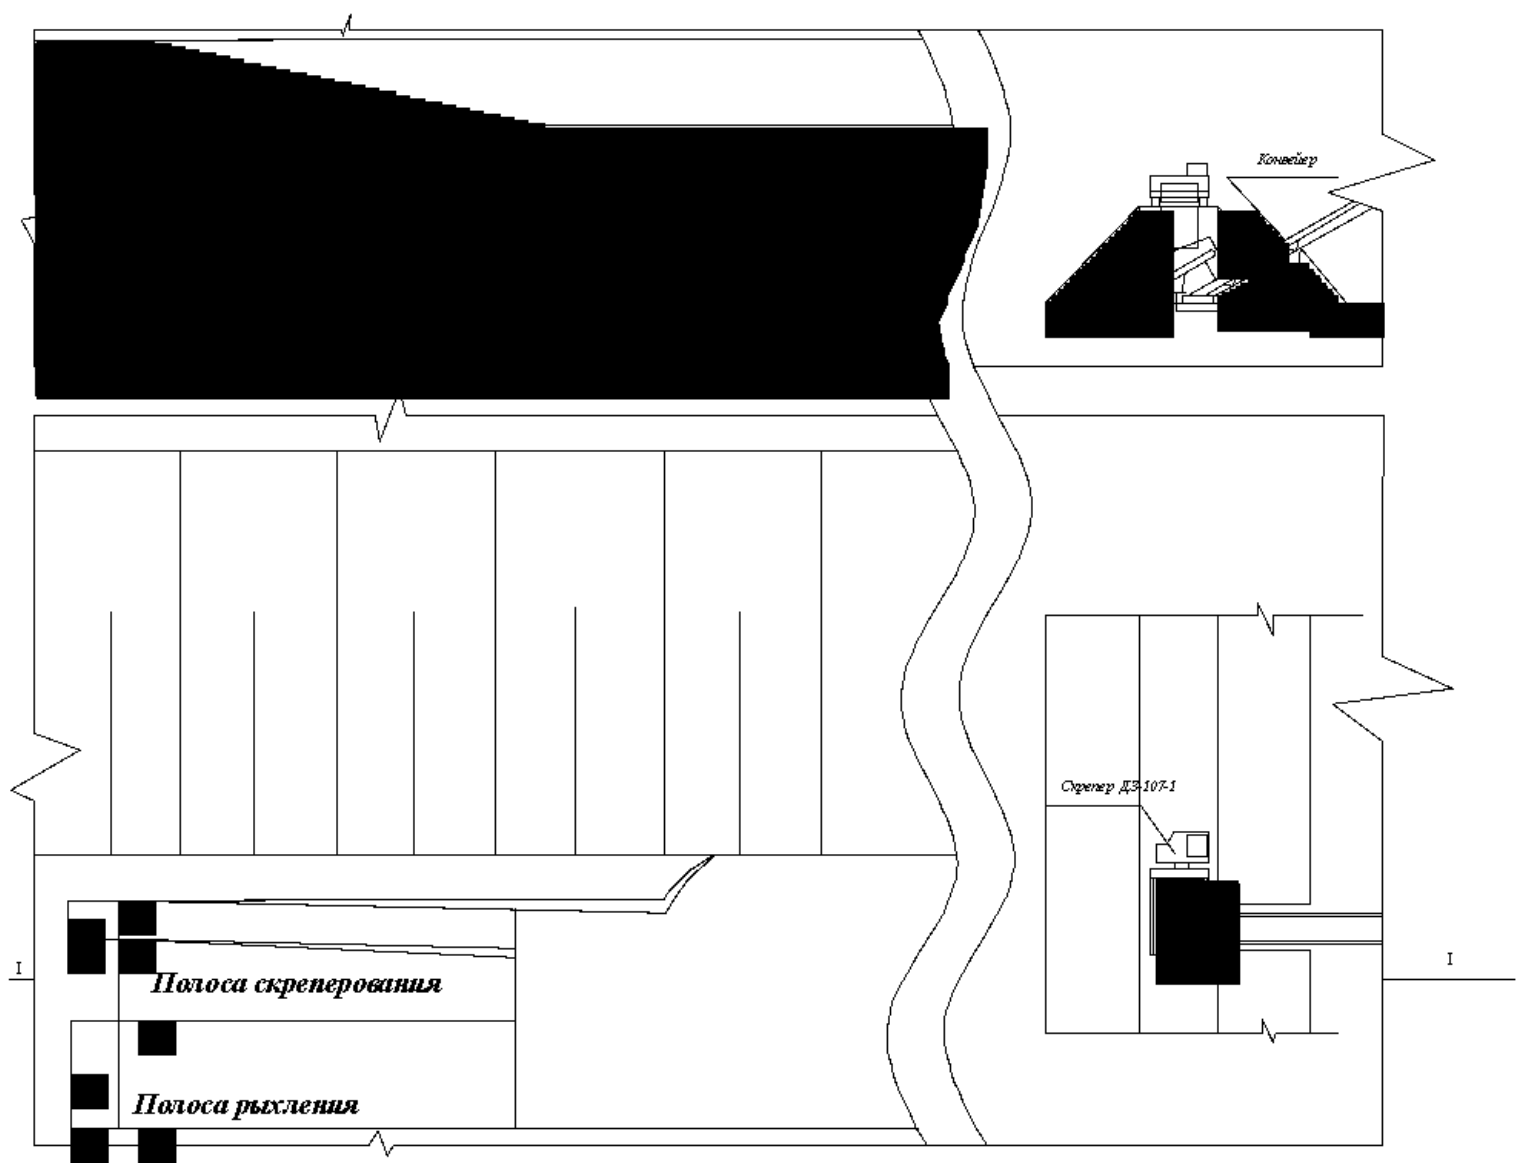 Конвейер
Скрепер ДЗ-107-1
I
I
Полоса скреперования
Полоса рыхления